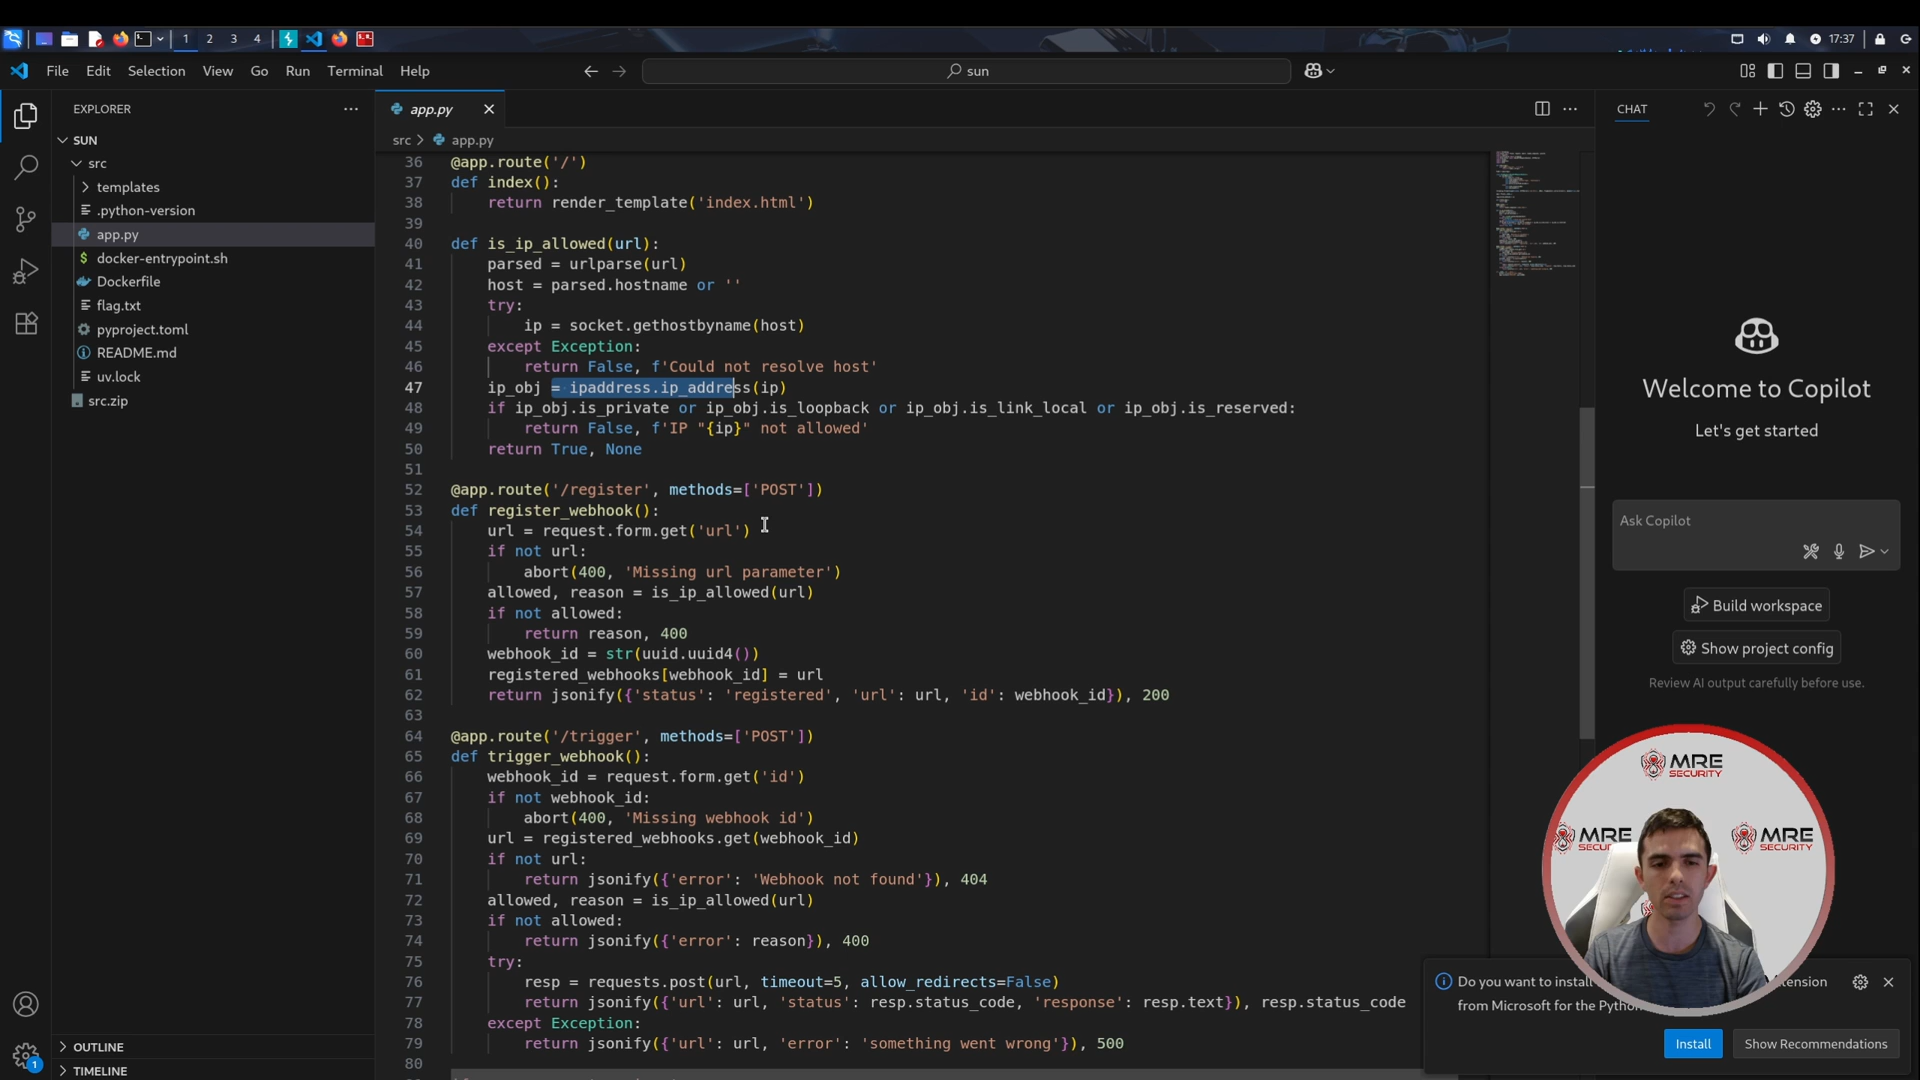 1 2 3 4
17:37
File Edit Selection View Go Run Terminal Help
sun
EXPLORER
SUN
src
templates
.python-version
app.py
docker-entrypoint.sh
Dockerfile
flag.txt
pyproject.toml
README.md
uv.lock
src.zip
OUTLINE
TIMELINE
1
app.py
src > app.py
36 @app.route('/')
37 def index():
38 return render_template('index.html')
39
40 def is_ip_allowed(url):
41 parsed = urlparse(url)
42 host = parsed.hostname or ''
43 try:
44 ip = socket.gethostbyname(host)
45 except Exception:
46 return False, f'Could not resolve host'
47 ip_obj = ipaddress.ip_address(ip)
48 if ip_obj.is_private or ip_obj.is_loopback or ip_obj.is_link_local or ip_obj.is_reserved:
49 return False, f'IP "{ip}" not allowed'
50 return True, None
51
52 @app.route('/register', methods=['POST'])
53 def register_webhook():
54 url = request.form.get('url')
55 if not url:
56 abort(400, 'Missing url parameter')
57 allowed, reason = is_ip_allowed(url)
58 if not allowed:
59 return reason, 400
60 webhook_id = str(uuid.uuid4())
61 registered_webhooks[webhook_id] = url
62 return jsonify({'status': 'registered', 'url': url, 'id': webhook_id}), 200
63
64 @app.route('/trigger', methods=['POST'])
65 def trigger_webhook():
66 webhook_id = request.form.get('id')
67 if not webhook_id:
68 abort(400, 'Missing webhook id')
69 url = registered_webhooks.get(webhook_id)
70 if not url:
71 return jsonify({'error': 'Webhook not found'}), 404
72 allowed, reason = is_ip_allowed(url)
73 if not allowed:
74 return jsonify({'error': reason}), 400
75 try:
76 resp = requests.post(url, timeout=5, allow_redirects=False)
77 return jsonify({'url': url, 'status': resp.status_code, 'response': resp.text}), resp.status_code
78 except Exception:
79 return jsonify({'url': url, 'error': 'something went wrong'}), 500
80
CHAT
Welcome to Copilot
Let's get started
Ask Copilot
Build workspace
Show project config
Review AI output carefully before use.
MRE
SECURITY
MRE
MRE
SECURITY
Do you want to install
from Microsoft for the
Install
Show Recommendations